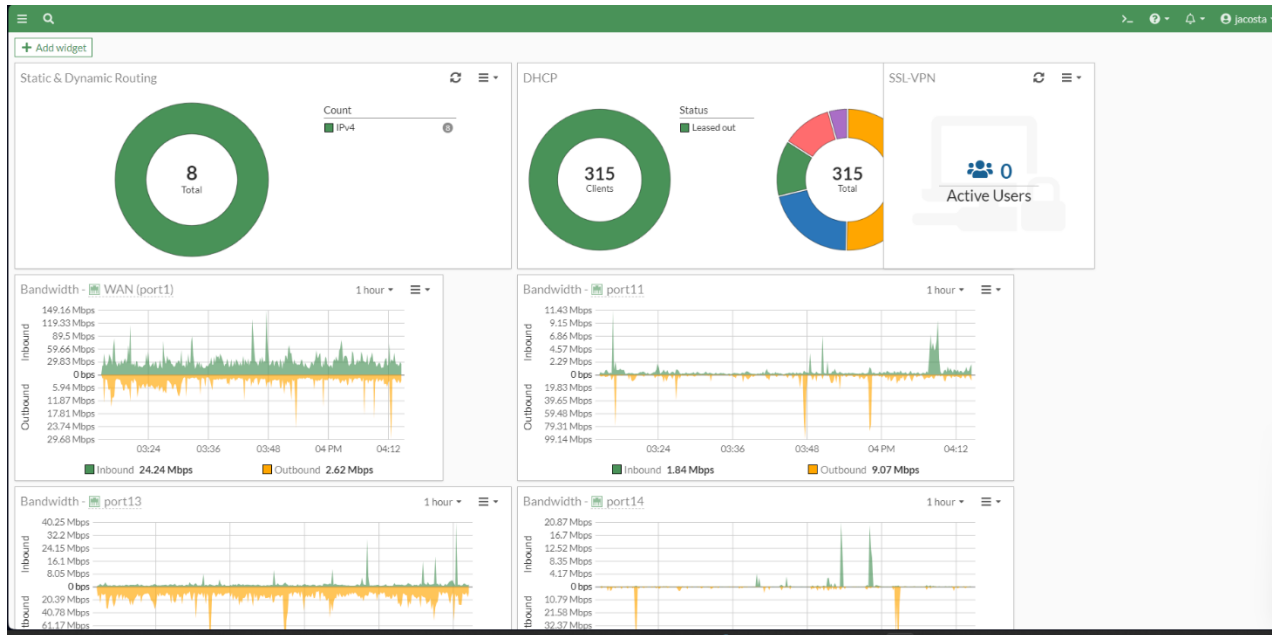 jacosta
+ Add widget
Static & Dynamic Routing
8
Total
Count
IPv4 8
DHCP
315
Clients
Status
Leased out
315
Total
SSL-VPN
0
Active Users
Bandwidth - WAN (port1) 1 hour
Inbound
Outbound
149.16 Mbps
119.33 Mbps
89.5 Mbps
59.66 Mbps
29.83 Mbps
0 bps
5.94 Mbps
11.87 Mbps
17.81 Mbps
23.74 Mbps
29.68 Mbps
03:24 03:36 03:48 04 PM 04:12
Inbound 24.24 Mbps Outbound 2.62 Mbps
Bandwidth - port11 1 hour
Inbound
Outbound
11.43 Mbps
9.15 Mbps
6.86 Mbps
4.57 Mbps
2.29 Mbps
0 bps
19.83 Mbps
39.65 Mbps
59.48 Mbps
79.31 Mbps
99.14 Mbps
03:24 03:36 03:48 04 PM 04:12
Inbound 1.84 Mbps Outbound 9.07 Mbps
Bandwidth - port13 1 hour
Inbound
tbound
40.25 Mbps
32.2 Mbps
24.15 Mbps
16.1 Mbps
8.05 Mbps
0 bps
20.39 Mbps
40.78 Mbps
61.17 Mbps
Bandwidth - port14 1 hour
Inbound
tbound
20.87 Mbps
16.7 Mbps
12.52 Mbps
8.35 Mbps
4.17 Mbps
0 bps
10.79 Mbps
21.58 Mbps
32.37 Mbps